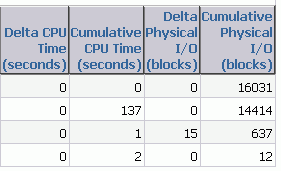 Delta CPU Time (seconds) Cumulative CPU Time (seconds) Delta Physical I/O (blocks) Cumulative Physical I/O (blocks)
0 0 0 16031
0 137 0 14414
0 1 15 637
0 2 0 12